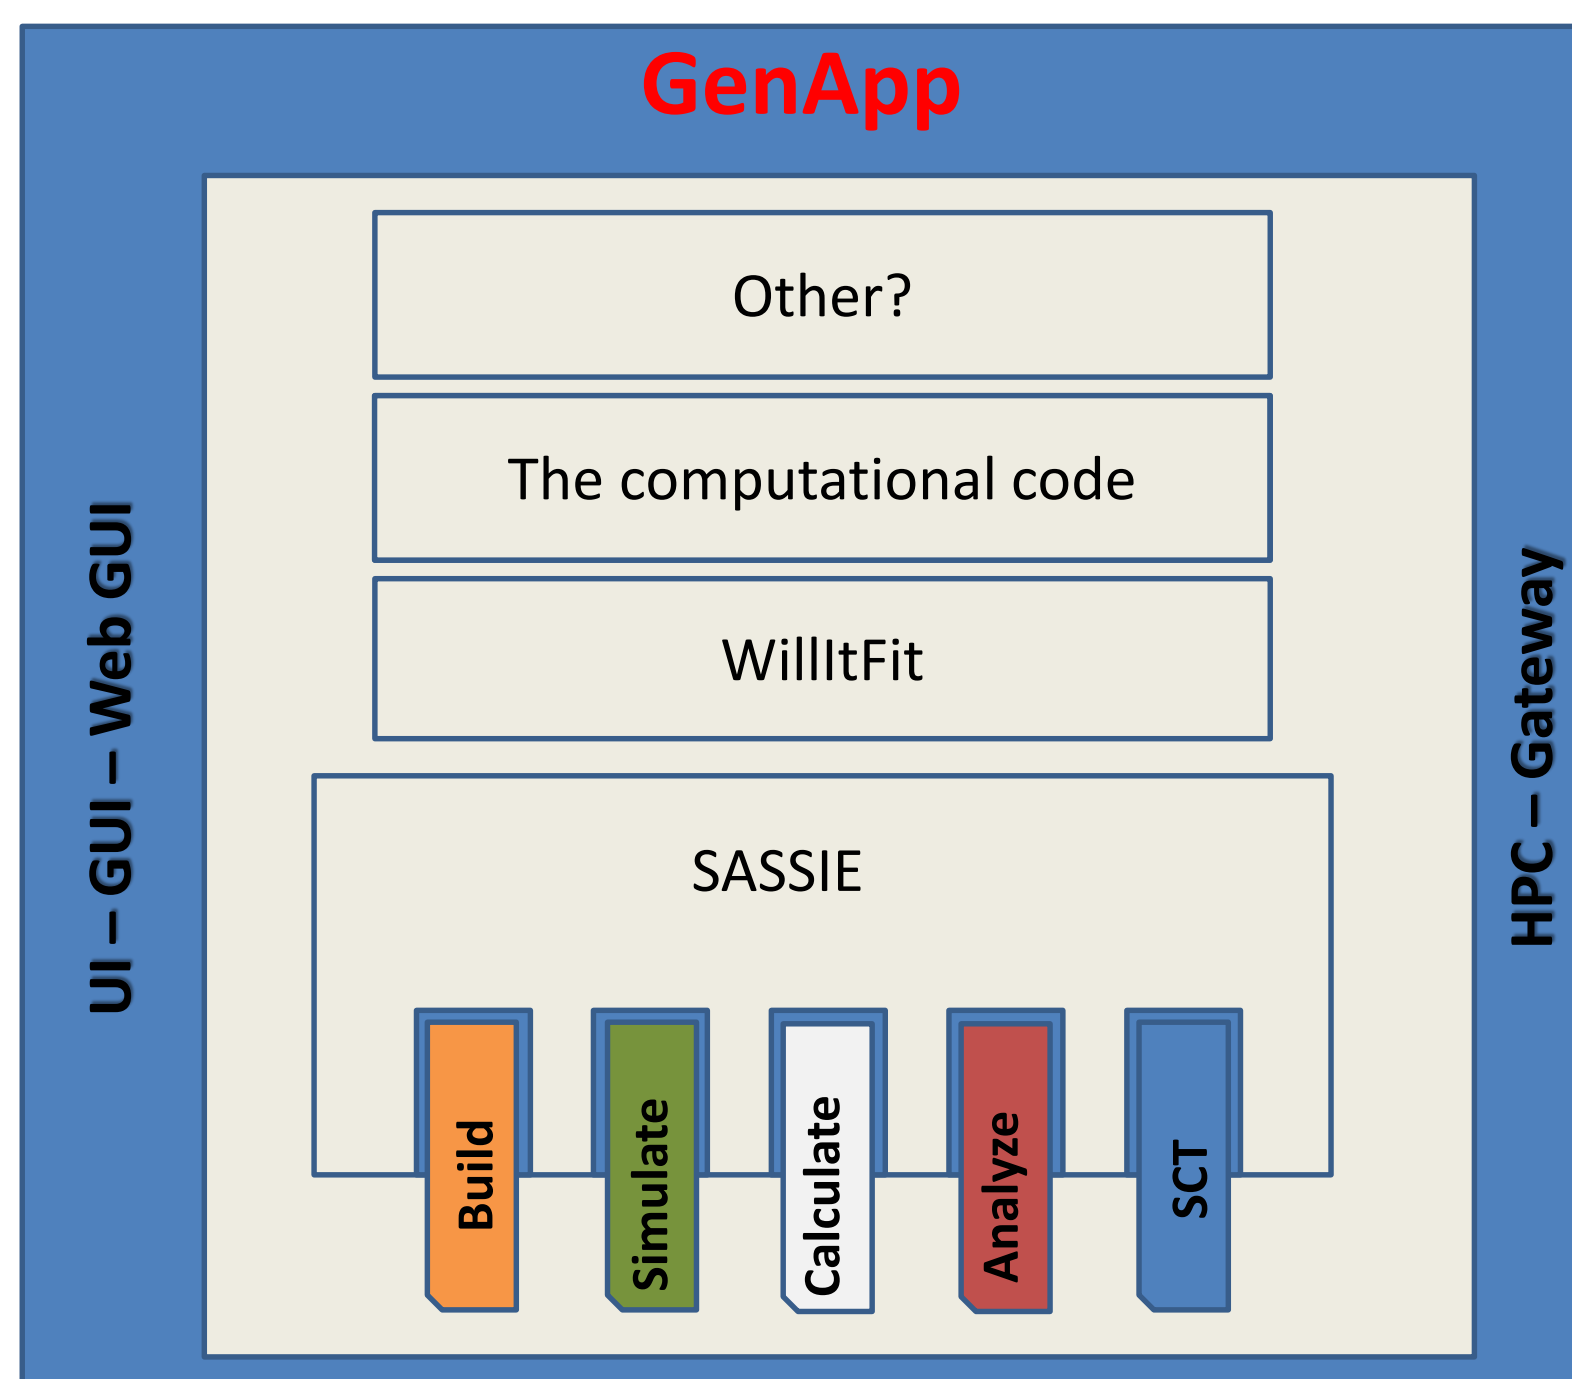 GenApp
UI – GUI – Web GUI
Other?
The computational code
WillItFit
SASSIE
Build
Simulate
Calculate
Analyze
SCT
HPC – Gateway